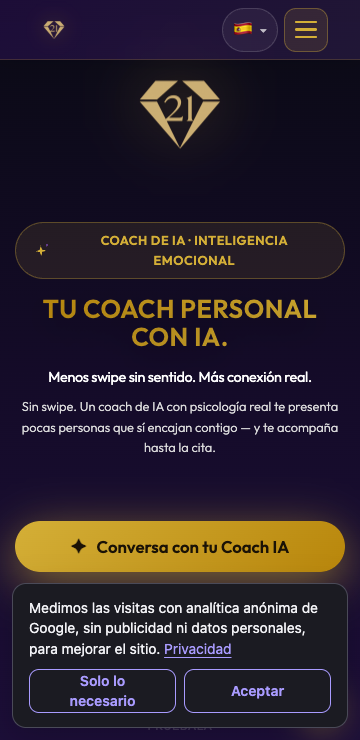 21
21
COACH DE IA · INTELIGENCIA
EMOCIONAL
TU COACH PERSONAL
CON IA.
Menos swipe sin sentido. Más conexión real.
Sin swipe. Un coach de IA con psicología real te presenta
pocas personas que sí encajan contigo — y te acompaña
hasta la cita.
Conversa con tu Coach IA
Medimos las visitas con analítica anónima de
Google, sin publicidad ni datos personales,
para mejorar el sitio. Privacidad
Solo lo
necesario
Aceptar